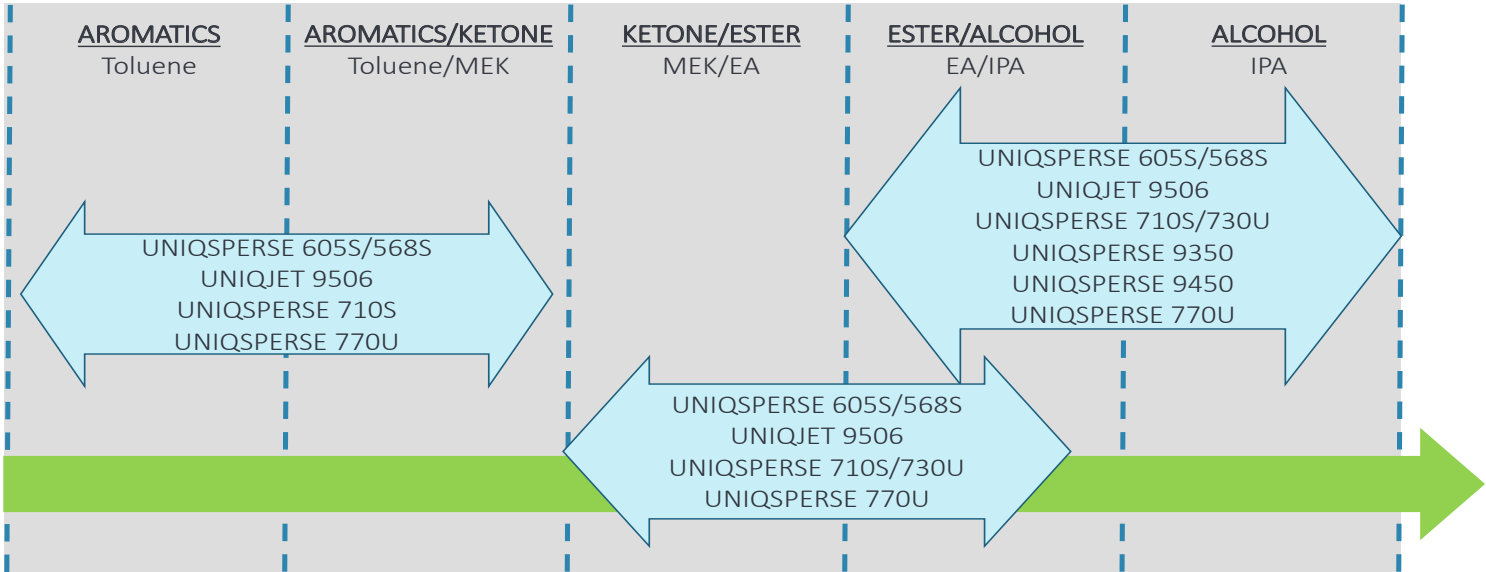 AROMATICS
Toluene
AROMATICS/KETONE
Toluene/MEK
KETONE/ESTER
MEK/EA
ESTER/ALCOHOL
EA/IPA
ALCOHOL
IPA
UNIQSPERSE 605S/568S
UNIQJET 9506
UNIQSPERSE 710S
UNIQSPERSE 770U
UNIQSPERSE 605S/568S
UNIQJET 9506
UNIQSPERSE 710S/730U
UNIQSPERSE 770U
UNIQSPERSE 605S/568S
UNIQJET 9506
UNIQSPERSE 710S/730U
UNIQSPERSE 9350
UNIQSPERSE 9450
UNIQSPERSE 770U